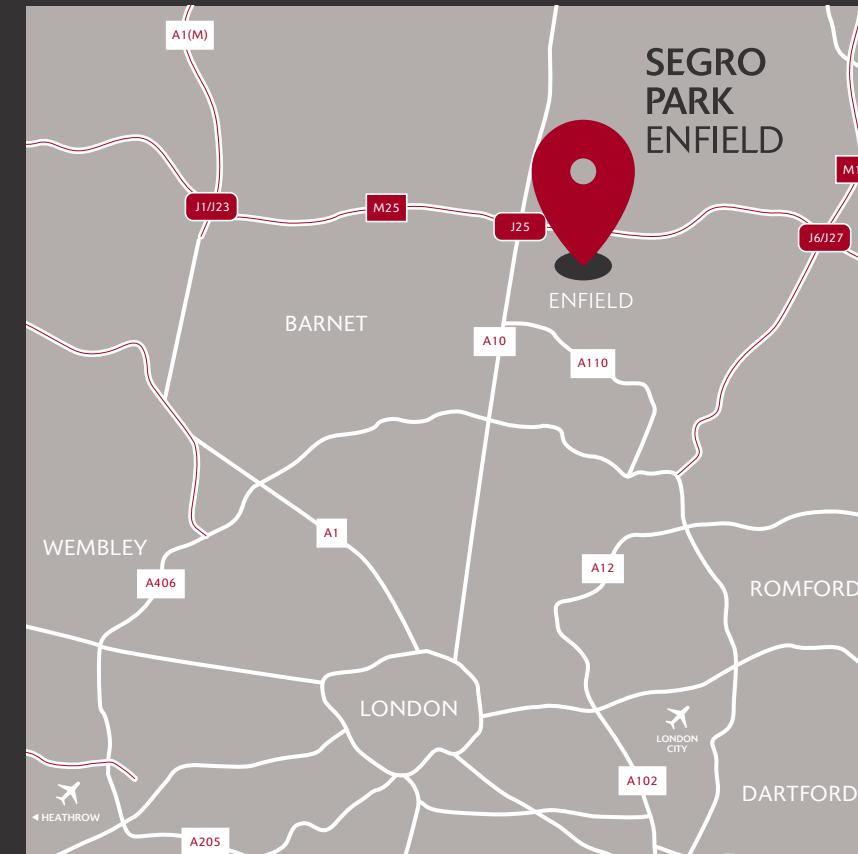 A1(M)
SEGRO
PARK
ENFIELD
M1
J1/J23
M25
J25
J6/J27
ENFIELD
BARNET
A10
A110
A1
WEMBLEY
A406
A12
ROMFORD
LONDON
LONDON
CITY
A102
DARTFORD
HEATHROW
A205